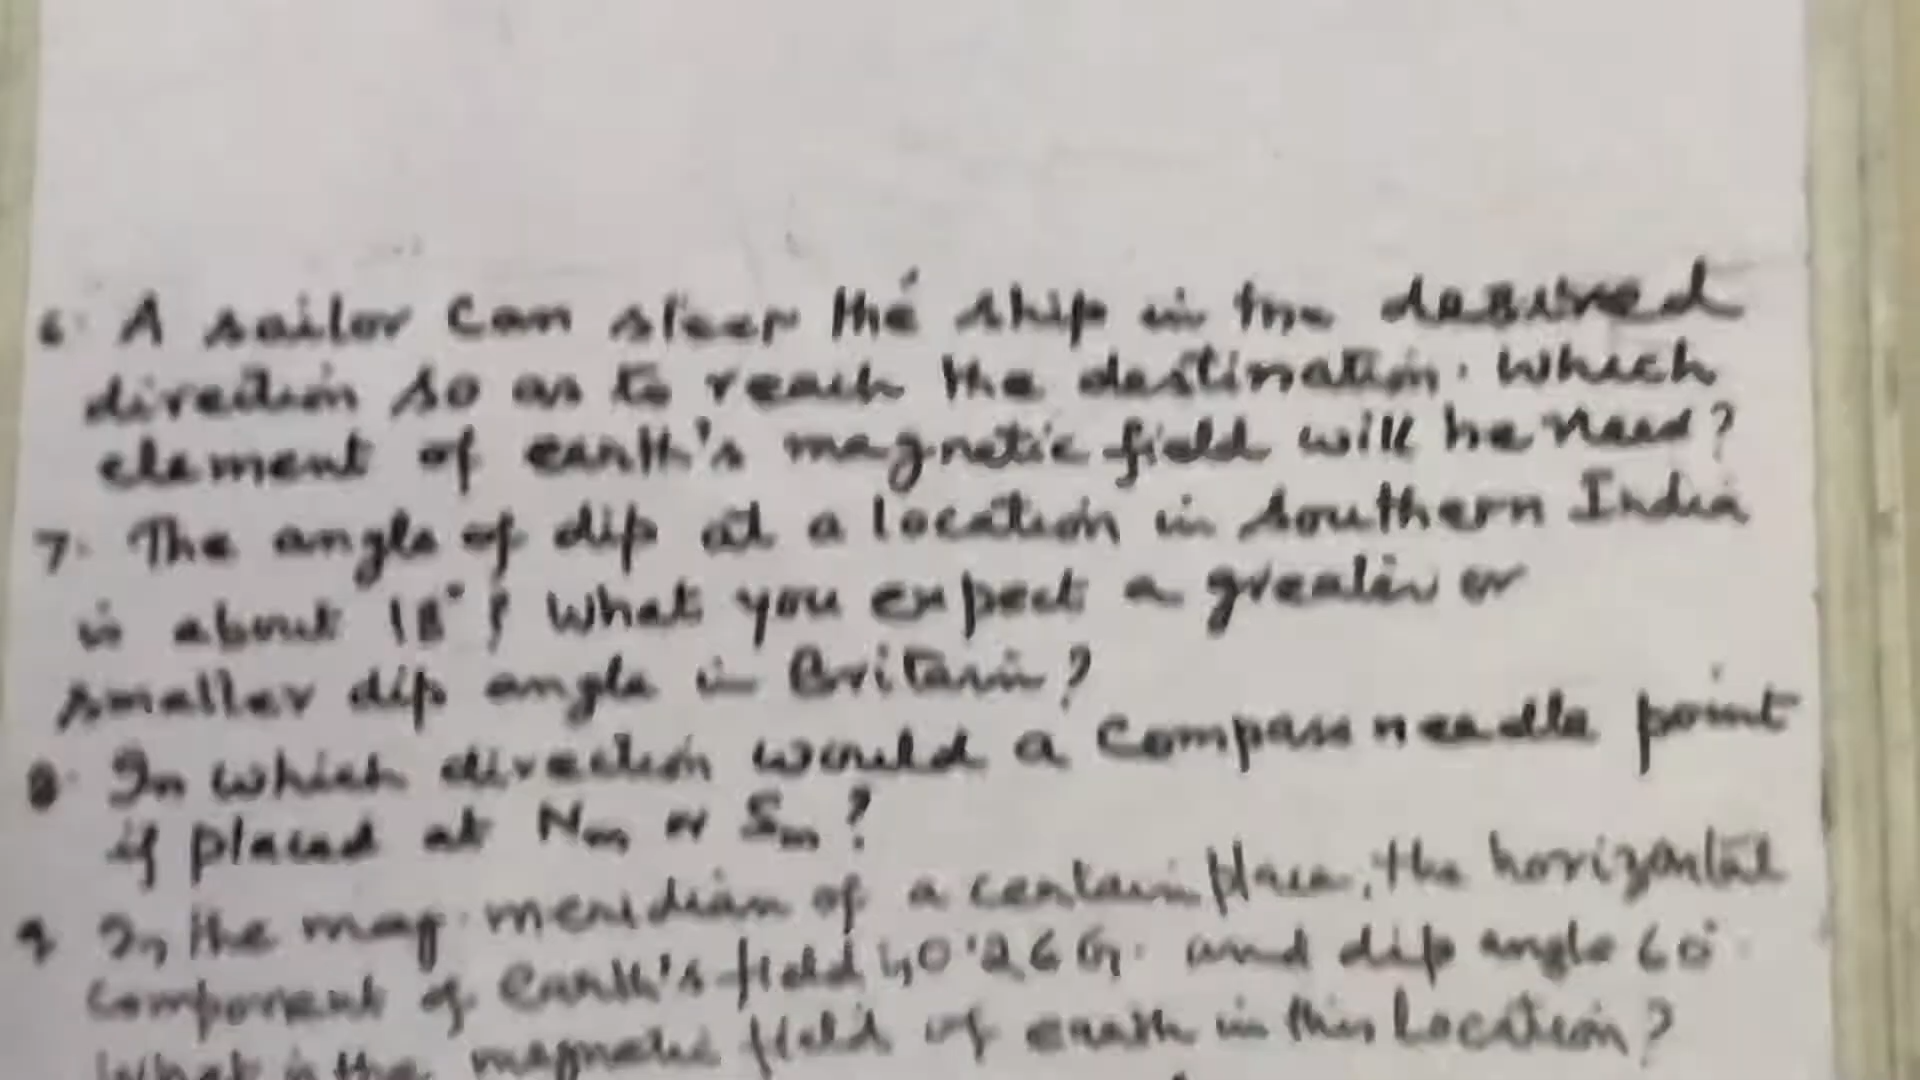 6. A sailor can steer the ship in the desired
direction so as to reach the destination. Which
element of earth's magnetic field will he need?
7. The angle of dip at a location in southern India
is about 18°? What you expect a greater or
smaller dip angle in Britain?
8. In which direction would a compass needle point
if placed at Nm or Sm?
9 In the mag. meridian of a certain place, the horizontal
component of earth's field is 0.26 G. and dip angle 60°.
What is the magnetic field of earth in this location?